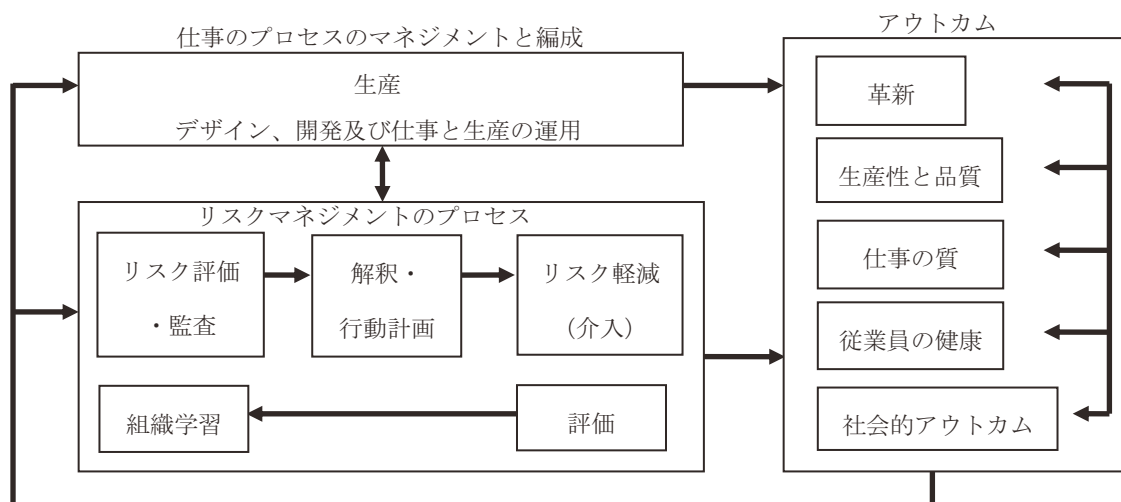 仕事のプロセスのマネジメントと編成
生産
デザイン、開発及び仕事と生産の運用
リスクマネジメントのプロセス
リスク評価
・監査
解釈・
行動計画
リスク軽減
（介入）
組織学習
評価
アウトカム
革新
生産性と品質
仕事の質
従業員の健康
社会的アウトカム